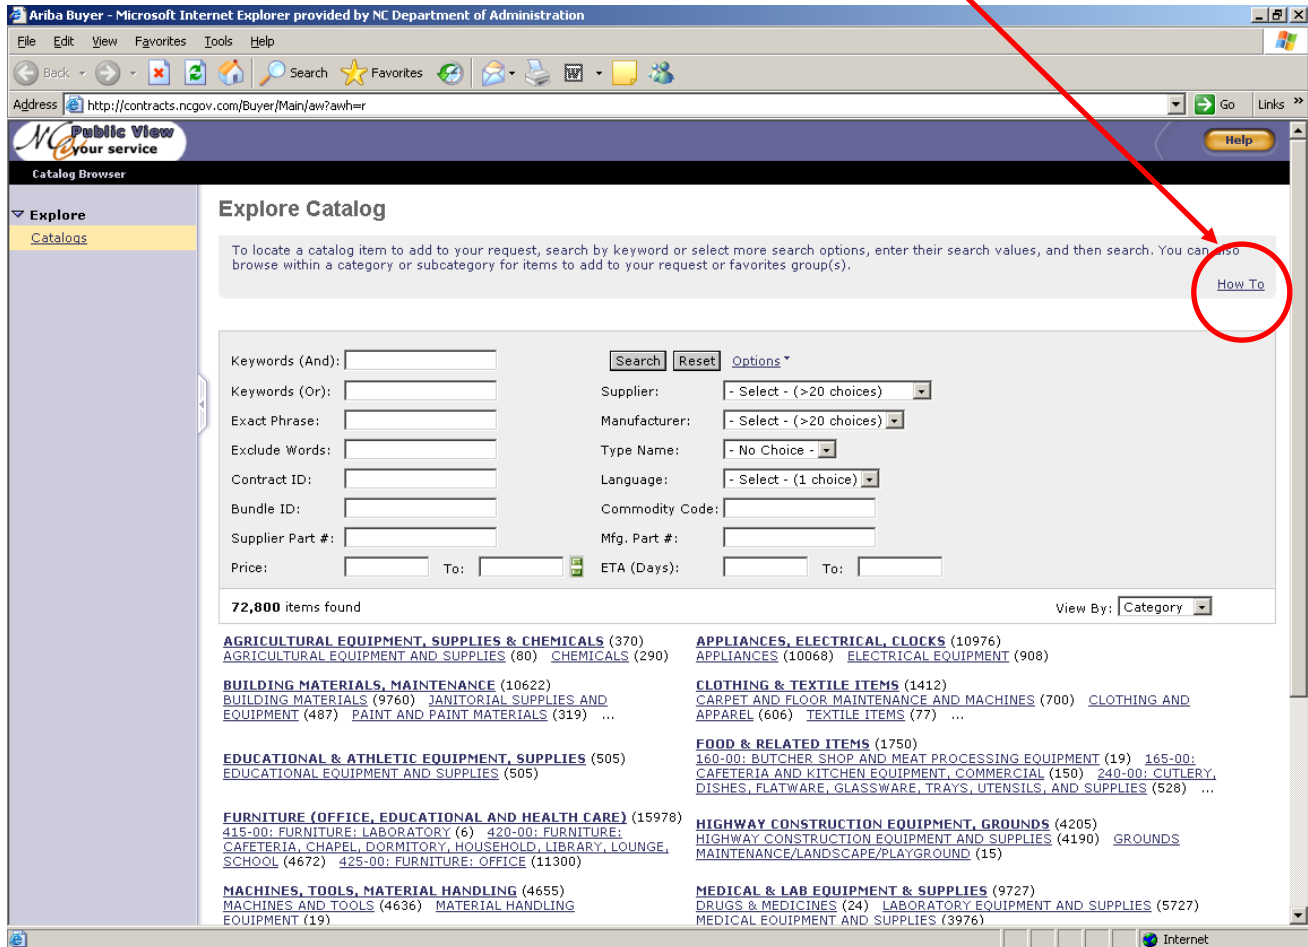 Ariba Buyer - Microsoft Internet Explorer provided by NC Department of Administration
File Edit View Favorites Tools Help
Back Search Favorites
Address http://contracts.ncgov.com/Buyer/Main/aw?awh=r Go Links »
NC Public View
@your service
Help
Catalog Browser
Explore
Catalogs
Explore Catalog
To locate a catalog item to add to your request, search by keyword or select more search options, enter their search values, and then search. You can also
browse within a category or subcategory for items to add to your request or favorites group(s).
How To
Keywords (And): Search Reset Options
Keywords (Or): Supplier: - Select - (>20 choices)
Exact Phrase: Manufacturer: - Select - (>20 choices)
Exclude Words: Type Name: - No Choice -
Contract ID: Language: - Select - (1 choice)
Bundle ID: Commodity Code:
Supplier Part #: Mfg. Part #:
Price: To: ETA (Days): To:
72,800 items found View By: Category
AGRICULTURAL EQUIPMENT, SUPPLIES & CHEMICALS (370)
AGRICULTURAL EQUIPMENT AND SUPPLIES (80) CHEMICALS (290)
APPLIANCES, ELECTRICAL, CLOCKS (10976)
APPLIANCES (10068) ELECTRICAL EQUIPMENT (908)
BUILDING MATERIALS, MAINTENANCE (10622)
BUILDING MATERIALS (9760) JANITORIAL SUPPLIES AND
EQUIPMENT (487) PAINT AND PAINT MATERIALS (319) ...
CLOTHING & TEXTILE ITEMS (1412)
CARPET AND FLOOR MAINTENANCE AND MACHINES (700) CLOTHING AND
APPAREL (606) TEXTILE ITEMS (77) ...
EDUCATIONAL & ATHLETIC EQUIPMENT, SUPPLIES (505)
EDUCATIONAL EQUIPMENT AND SUPPLIES (505)
FOOD & RELATED ITEMS (1750)
160-00: BUTCHER SHOP AND MEAT PROCESSING EQUIPMENT (19) 165-00:
CAFETERIA AND KITCHEN EQUIPMENT, COMMERCIAL (150) 240-00: CUTLERY,
DISHES, FLATWARE, GLASSWARE, TRAYS, UTENSILS, AND SUPPLIES (528) ...
FURNITURE (OFFICE, EDUCATIONAL AND HEALTH CARE) (15978)
415-00: FURNITURE: LABORATORY (6) 420-00: FURNITURE:
CAFETERIA, CHAPEL, DORMITORY, HOUSEHOLD, LIBRARY, LOUNGE,
SCHOOL (4672) 425-00: FURNITURE: OFFICE (11300)
HIGHWAY CONSTRUCTION EQUIPMENT, GROUNDS (4205)
HIGHWAY CONSTRUCTION EQUIPMENT AND SUPPLIES (4190) GROUNDS
MAINTENANCE/LANDSCAPE/PLAYGROUND (15)
MACHINES, TOOLS, MATERIAL HANDLING (4655)
MACHINES AND TOOLS (4636) MATERIAL HANDLING
EQUIPMENT (19)
MEDICAL & LAB EQUIPMENT & SUPPLIES (9727)
DRUGS & MEDICINES (24) LABORATORY EQUIPMENT AND SUPPLIES (5727)
MEDICAL EQUIPMENT AND SUPPLIES (3976)
Internet